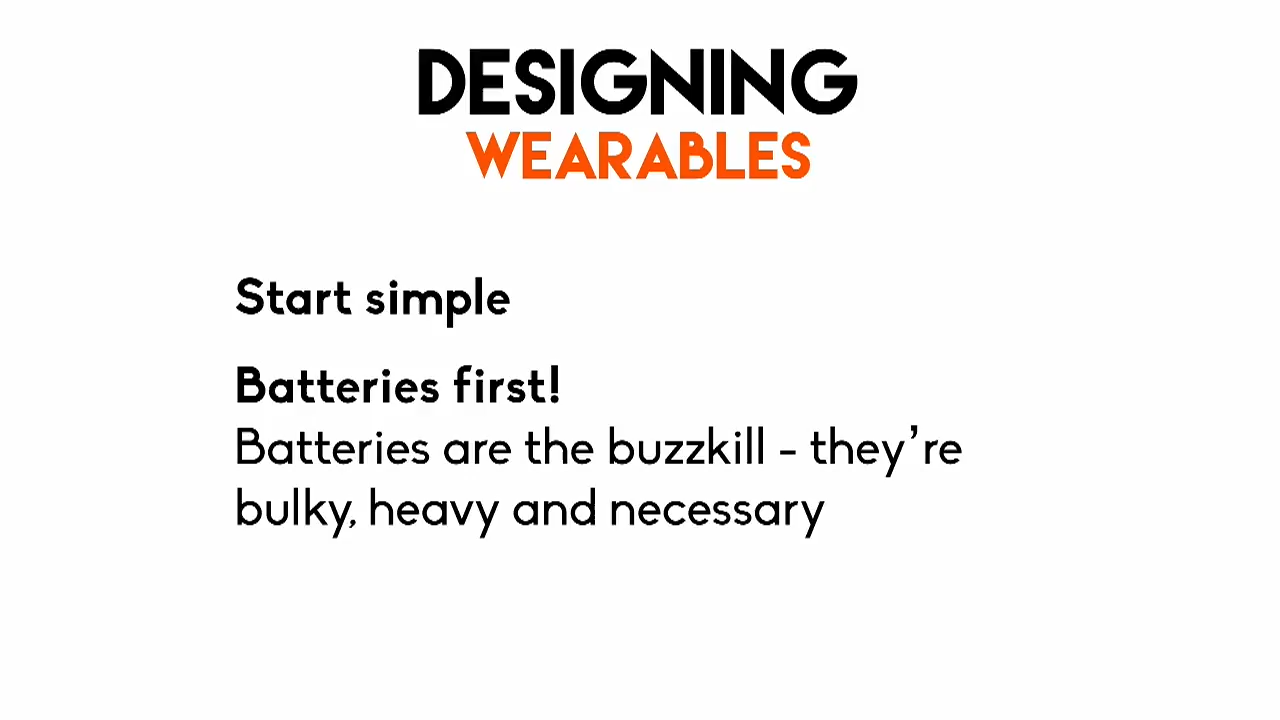 DESIGNING
WEARABLES
Start simple
Batteries first!
Batteries are the buzzkill - they’re
bulky, heavy and necessary